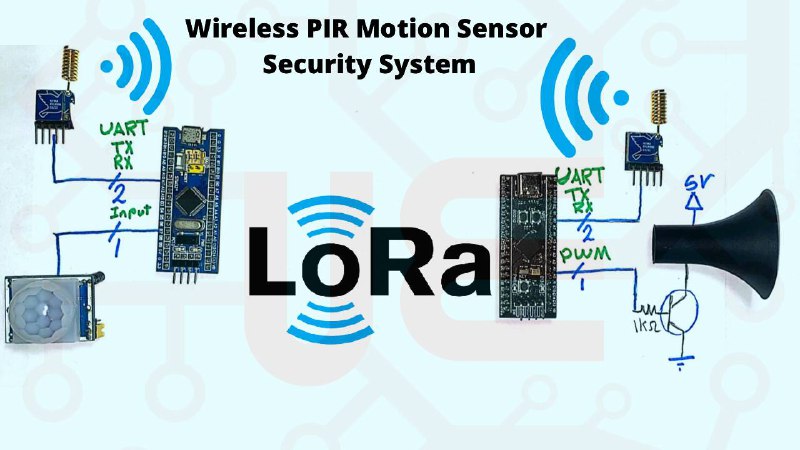 Wireless PIR Motion Sensor
Security System
UART
TX
RX
2
Input
1
LoRa
UART
TX
RX
2
PWM
1
5V
1KΩ